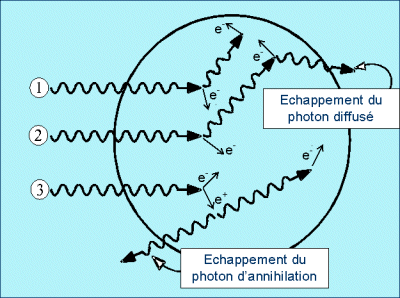 e⁻
e⁻
e⁻
1
e⁻
Echappement du
photon diffusé
2
e⁻
3
e⁻
e⁺
Echappement du
photon d'annihilation